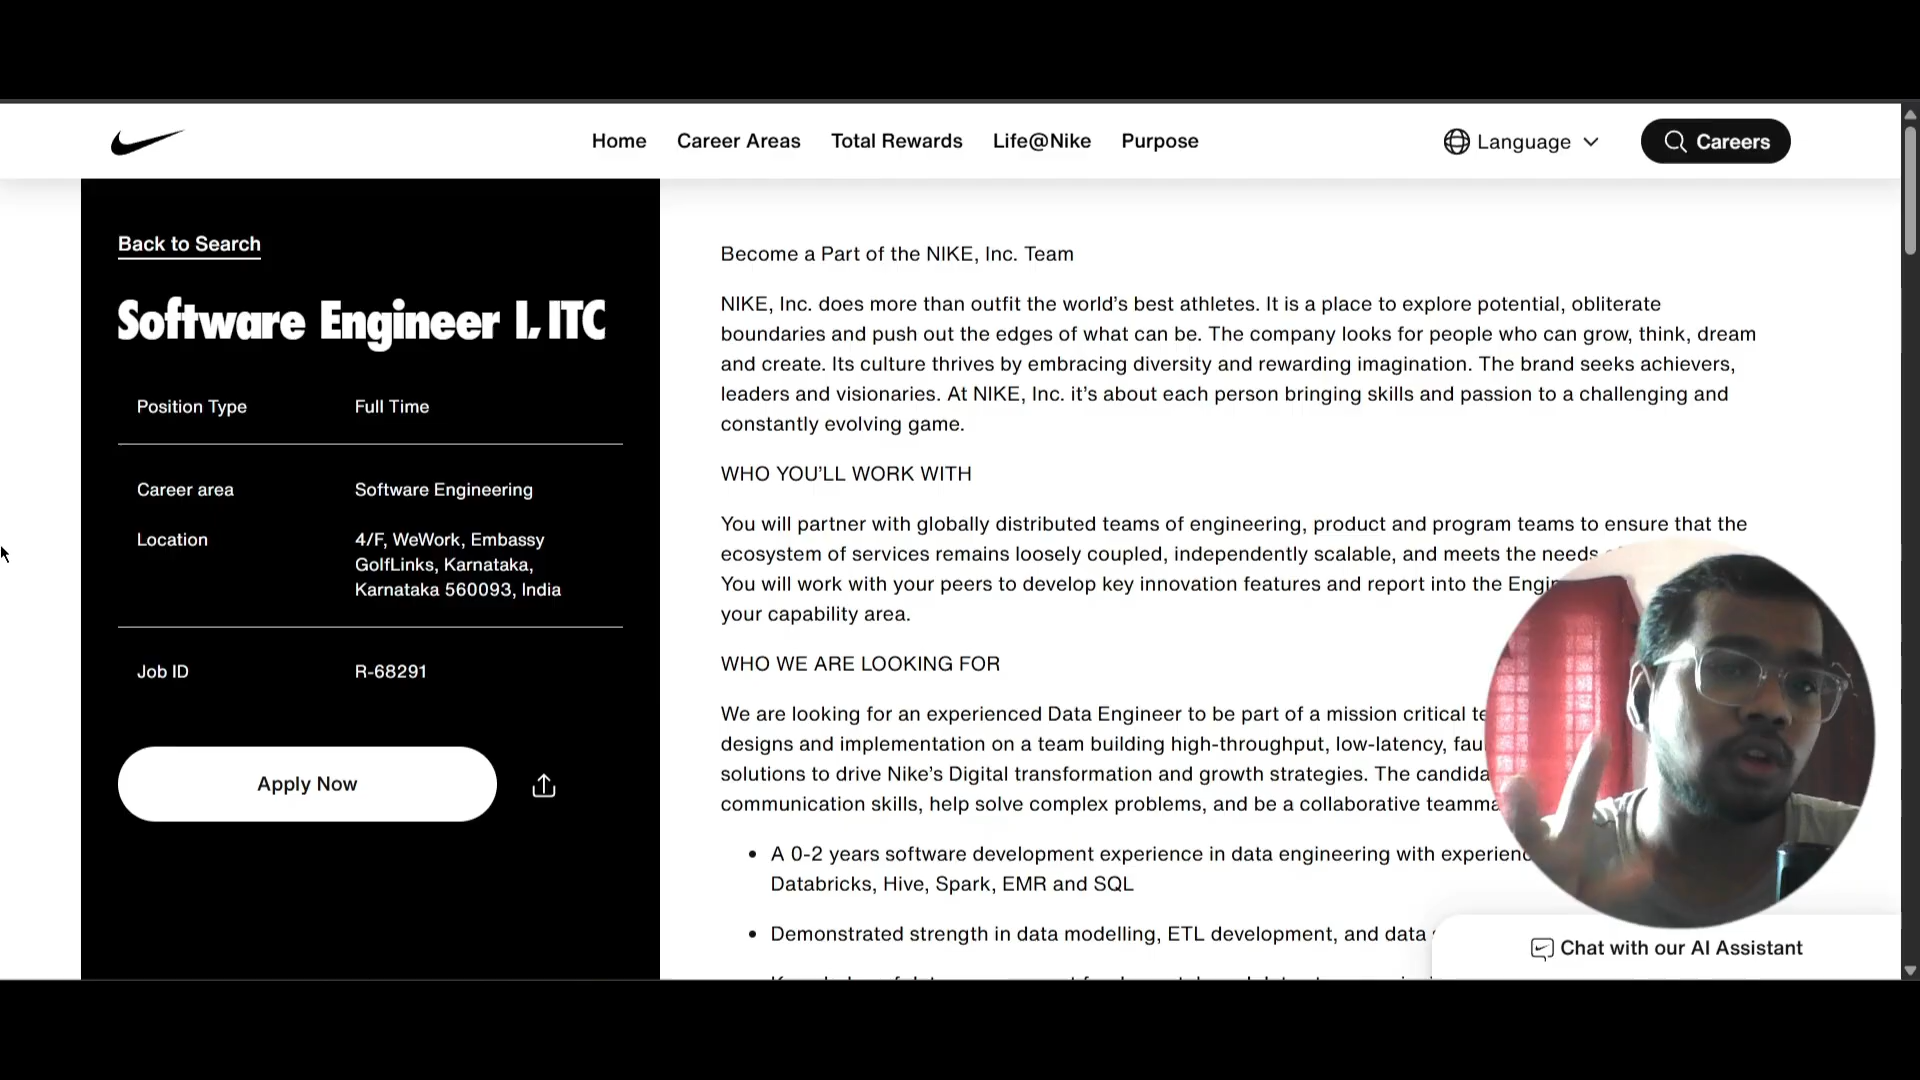 Home Career Areas Total Rewards Life@Nike Purpose
Language
Careers
Back to Search
Software Engineer I, ITC
Position Type Full Time
Career area Software Engineering
Location 4/F, WeWork, Embassy
GolfLinks, Karnataka,
Karnataka 560093, India
Job ID R-68291
Apply Now
Become a Part of the NIKE, Inc. Team
NIKE, Inc. does more than outfit the world’s best athletes. It is a place to explore potential, obliterate
boundaries and push out the edges of what can be. The company looks for people who can grow, think, dream
and create. Its culture thrives by embracing diversity and rewarding imagination. The brand seeks achievers,
leaders and visionaries. At NIKE, Inc. it’s about each person bringing skills and passion to a challenging and
constantly evolving game.
WHO YOU’LL WORK WITH
You will partner with globally distributed teams of engineering, product and program teams to ensure that the
ecosystem of services remains loosely coupled, independently scalable, and meets the needs
You will work with your peers to develop key innovation features and report into the
your capability area.
WHO WE ARE LOOKING FOR
We are looking for an experienced Data Engineer to be part of a mission critical
designs and implementation on a team building high-throughput, low-latency,
solutions to drive Nike’s Digital transformation and growth strategies. The
communication skills, help solve complex problems, and be a collaborative
• A 0-2 years software development experience in data engineering with
Databricks, Hive, Spark, EMR and SQL
• Demonstrated strength in data modelling, ETL development, and data
Chat with our AI Assistant